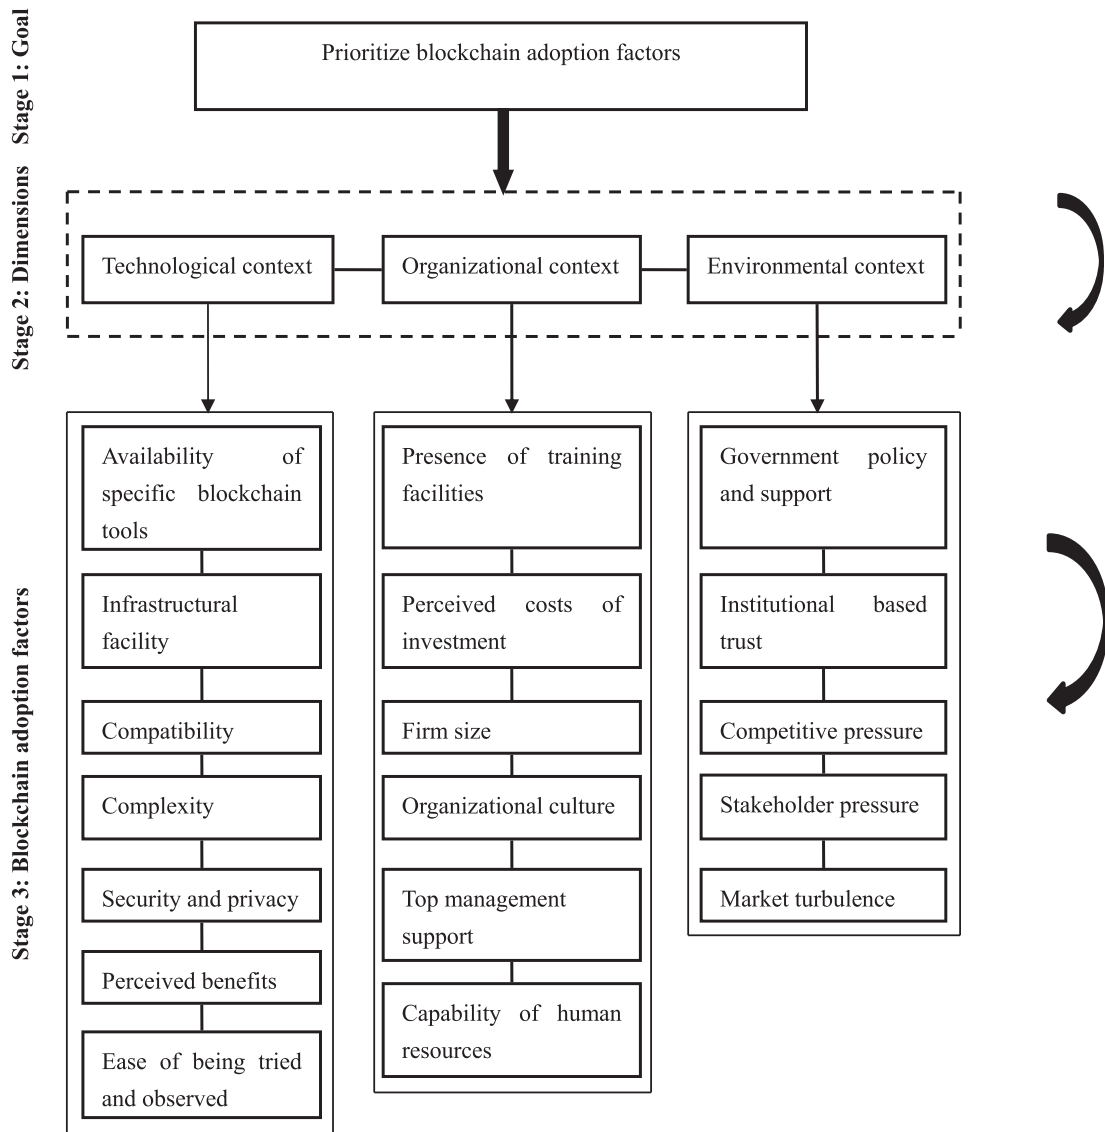 Stage 1: Goal
Prioritize blockchain adoption factors
Stage 2: Dimensions
Technological context
Organizational context
Environmental context
Stage 3: Blockchain adoption factors
Availability of
specific blockchain
tools
Infrastructural
facility
Compatibility
Complexity
Security and privacy
Perceived benefits
Ease of being tried
and observed
Presence of training
facilities
Perceived costs of
investment
Firm size
Organizational culture
Top management
support
Capability of human
resources
Government policy
and support
Institutional based
trust
Competitive pressure
Stakeholder pressure
Market turbulence